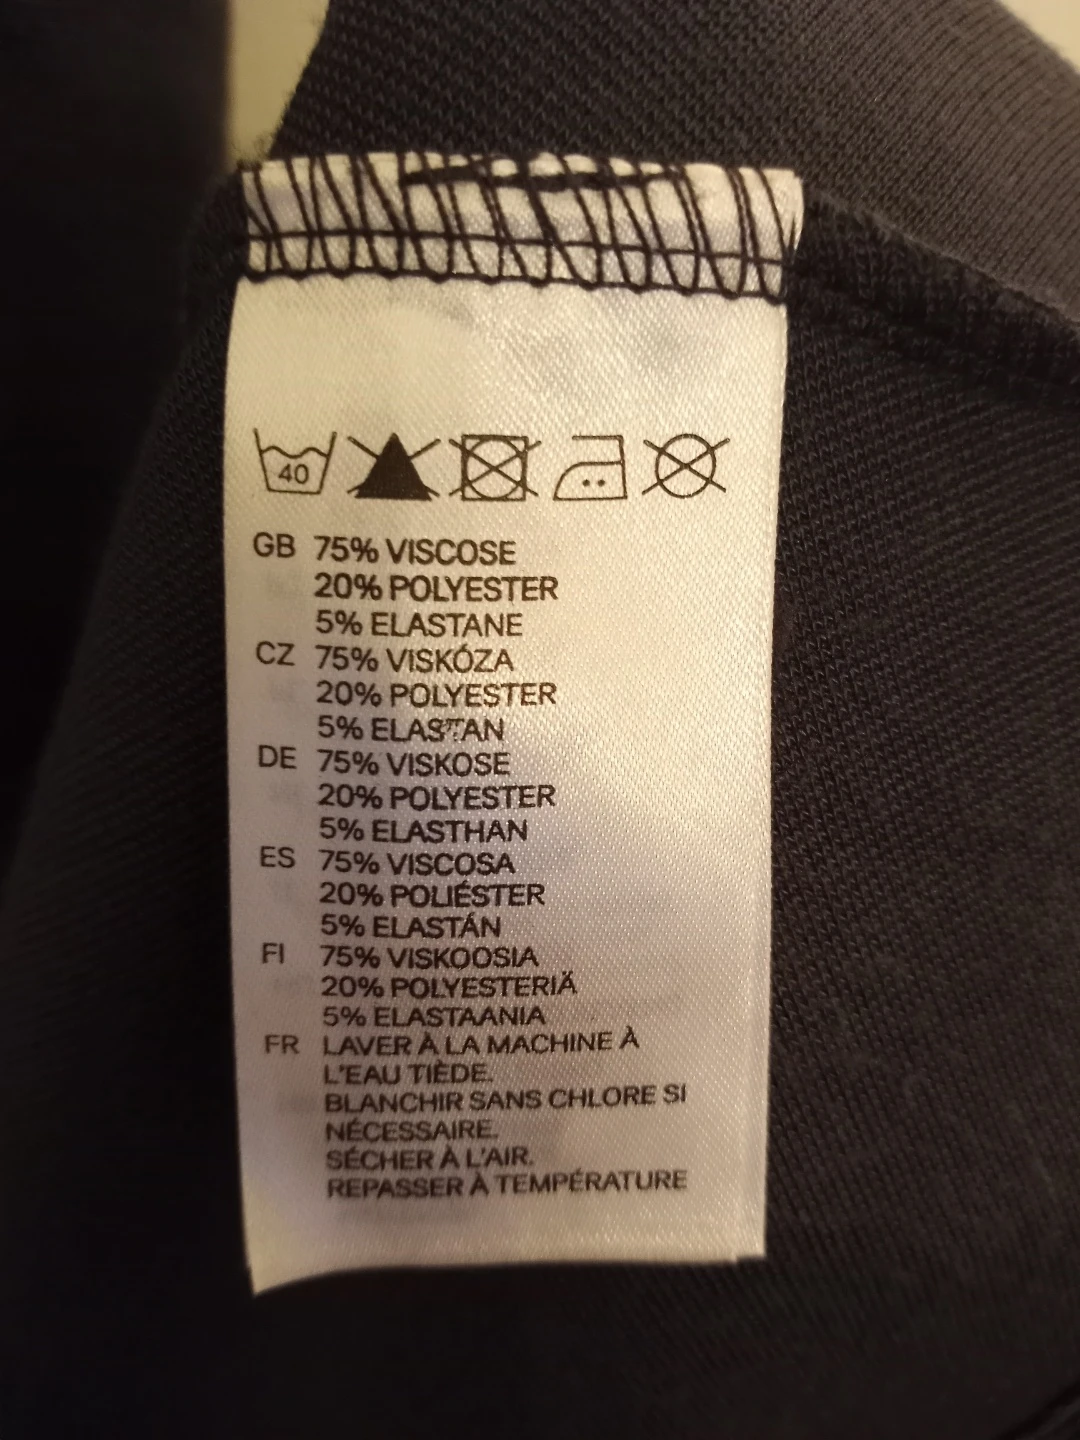 40
GB 75% VISCOSE
20% POLYESTER
5% ELASTANE
CZ 75% VISKÓZA
20% POLYESTER
5% ELASTAN
DE 75% VISKOSE
20% POLYESTER
5% ELASTHAN
ES 75% VISCOSA
20% POLIÉSTER
5% ELASTÁN
FI 75% VISKOOSIA
20% POLYESTERIÄ
5% ELASTAANIA
FR LAVER À LA MACHINE À
L'EAU TIÈDE.
BLANCHIR SANS CHLORE SI
NÉCESSAIRE.
SÉCHER À L'AIR.
REPASSER À TEMPÉRATURE